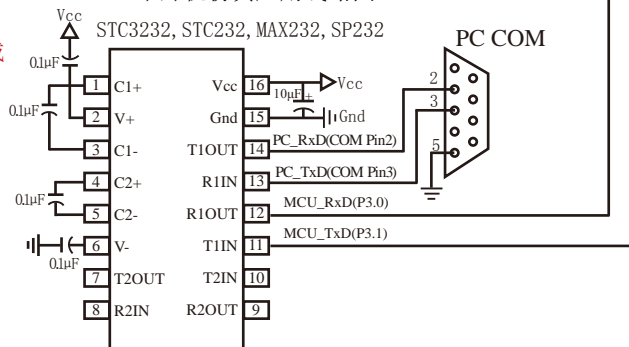 STC3232, STC232, MAX232, SP232
Vcc
PC COM
0.1μF
1 C1+
Vcc 16
Vcc
10μF +
0.1μF
2 V+
Gnd 15
Gnd
2
3 C1-
T1OUT 14
PC_RxD(COM Pin2)
3
4 C2+
R1IN 13
PC_TxD(COM Pin3)
5
0.1μF
5 C2-
R1OUT 12
MCU_RxD(P3.0)
6 V-
T1IN 11
MCU_TxD(P3.1)
0.1μF
7 T2OUT
T2IN 10
8 R2IN
R2OUT 9